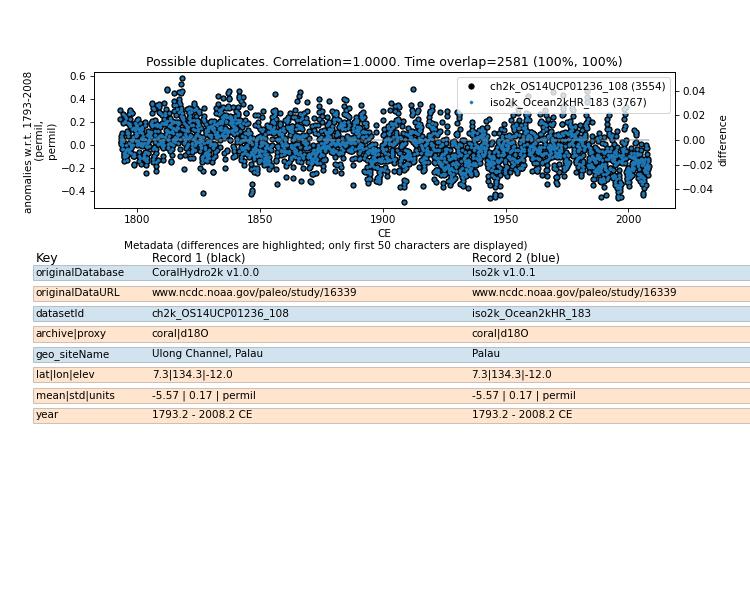 Possible duplicates. Correlation=1.0000. Time overlap=2581 (100%, 100%)
anomalies w.r.t. 1793-2008
(permil,
permil)
0.6
0.4
0.2
0.0
−0.2
−0.4
ch2k_OS14UCP01236_108 (3554)
iso2k_Ocean2kHR_183 (3767)
0.04
0.02
0.00
−0.02
−0.04
difference
1800 1850 1900 1950 2000
CE
Metadata (differences are highlighted; only first 50 characters are displayed)
Key Record 1 (black) Record 2 (blue)
originalDatabase CoralHydro2k v1.0.0 Iso2k v1.0.1
originalDataURL www.ncdc.noaa.gov/paleo/study/16339 www.ncdc.noaa.gov/paleo/study/16339
datasetId ch2k_OS14UCP01236_108 iso2k_Ocean2kHR_183
archive|proxy coral|d18O coral|d18O
geo_siteName Ulong Channel, Palau Palau
lat|lon|elev 7.3|134.3|-12.0 7.3|134.3|-12.0
mean|std|units -5.57 | 0.17 | permil -5.57 | 0.17 | permil
year 1793.2 - 2008.2 CE 1793.2 - 2008.2 CE